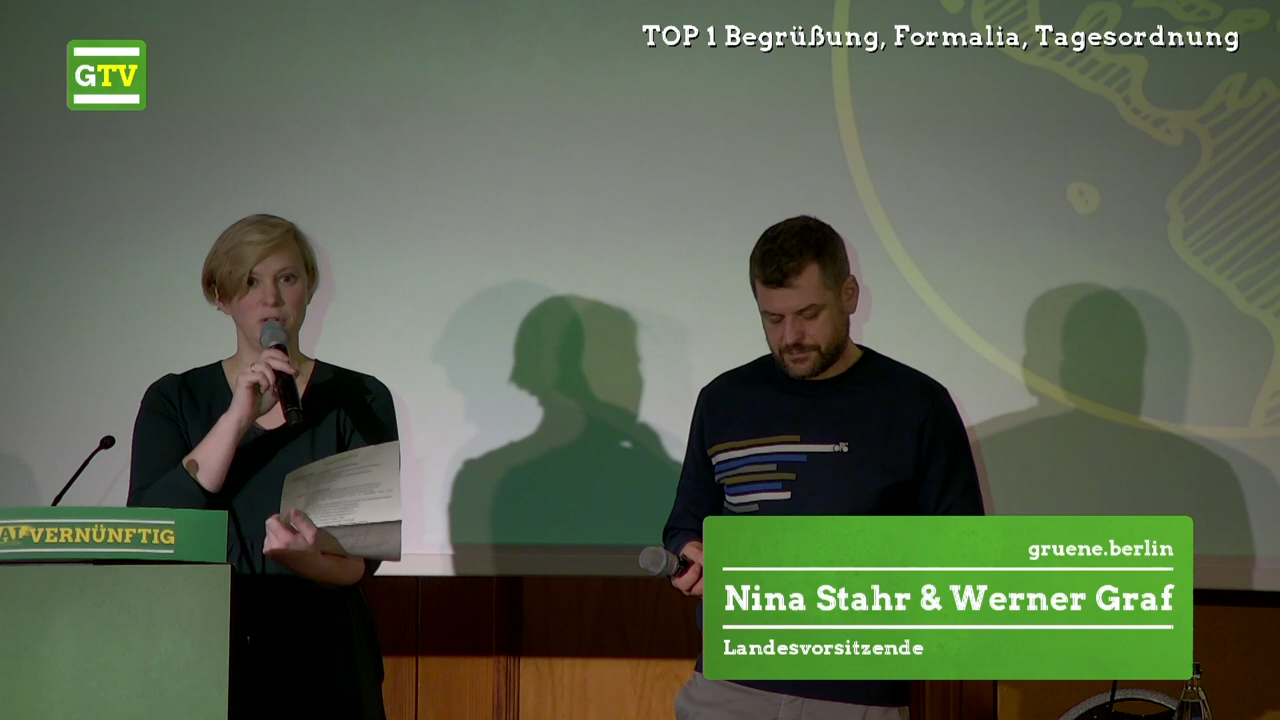 TOP 1 Begrüßung, Formalia, Tagesordnung
GTV
VERNÜNFTIG
gruene.berlin
Nina Stahr & Werner Graf
Landesvorsitzende